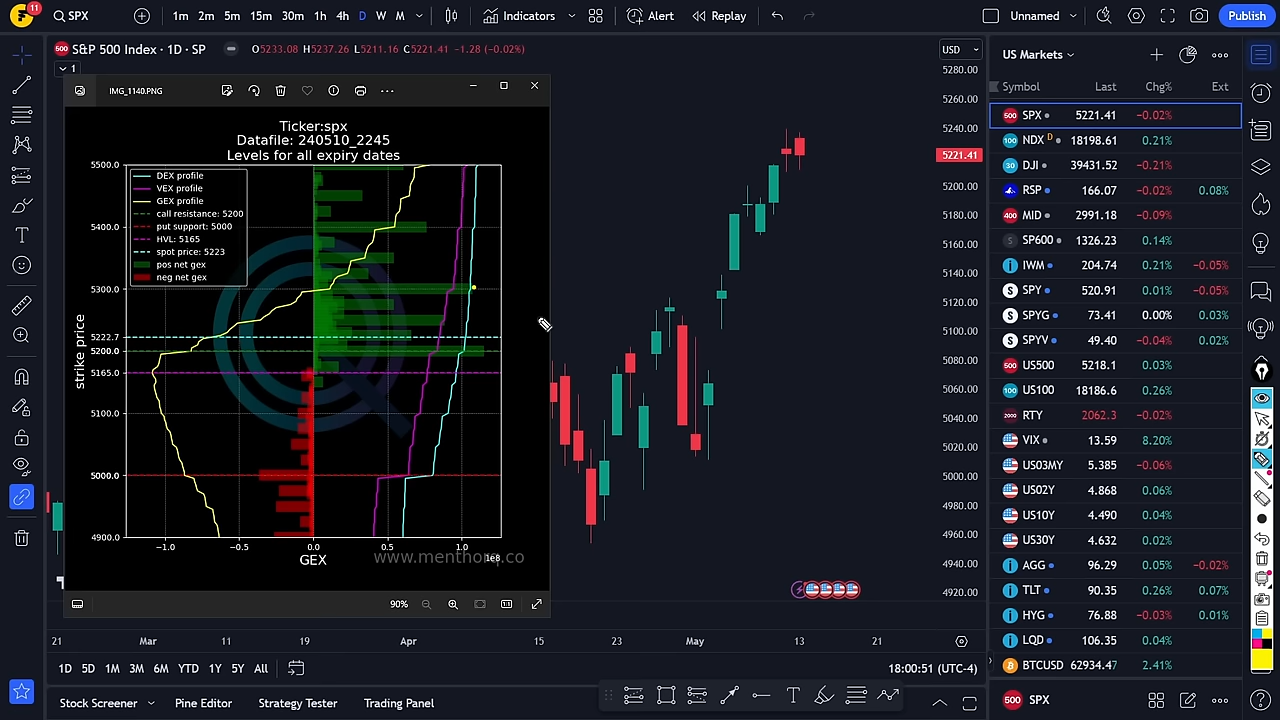 11
SPX
1m 2m 5m 15m 30m 1h 4h D W M
Indicators
Alert
Replay
Unnamed
Publish
500 S&P 500 Index · 1D · SP
O5233.08 H5237.26 L5211.16 C5221.41 −1.28 (−0.02%)
1
USD
5280.00
5260.00
5240.00
5221.41
5200.00
5180.00
5160.00
5140.00
5120.00
5100.00
5080.00
5060.00
5040.00
5020.00
5000.00
4980.00
4960.00
4940.00
4920.00
IMG_1140.PNG
Ticker:spx
Datafile: 240510_2245
Levels for all expiry dates
DEX profile
VEX profile
GEX profile
call resistance: 5200
put support: 5000
HVL: 5165
spot price: 5223
pos net gex
neg net gex
strike price
5500.0
5400.0
5300.0
5222.7
5200.0
5165.0
5100.0
5000.0
4900.0
−1.0 −0.5 0.0 0.5 1.0
1e8
GEX
90%
21 Mar 11 19 Apr 15 23 May 13 21
1D 5D 1M 3M 6M YTD 1Y 5Y All
18:00:51 (UTC-4)
Stock Screener
Pine Editor
Strategy Tester
Trading Panel
US Markets
Symbol Last Chg% Ext
500 SPX 5221.41 −0.02%
100 NDX D 18198.61 0.21%
30 DJI 39431.52 −0.21%
RSP 166.07 −0.02% 0.08%
400 MID 2991.18 −0.09%
S SP600 1326.23 0.14%
IWM 204.74 0.21% −0.05%
S SPY 520.91 0.01% −0.05%
S SPYG 73.41 0.00% 0.03%
S SPYV 49.40 −0.04% 0.02%
500 US500 5218.1 0.03%
100 US100 18186.6 0.26%
2000 RTY 2062.3 −0.02%
VIX 13.59 8.20%
US03MY 5.385 −0.06%
US02Y 4.868 0.06%
US10Y 4.490 0.04%
US30Y 4.632 0.02%
AGG 96.29 0.05% −0.02%
TLT 90.35 0.26% 0.07%
HYG 76.88 −0.03% 0.01%
LQD 106.35 0.04%
BTCUSD 62934.47 2.41%
500 SPX